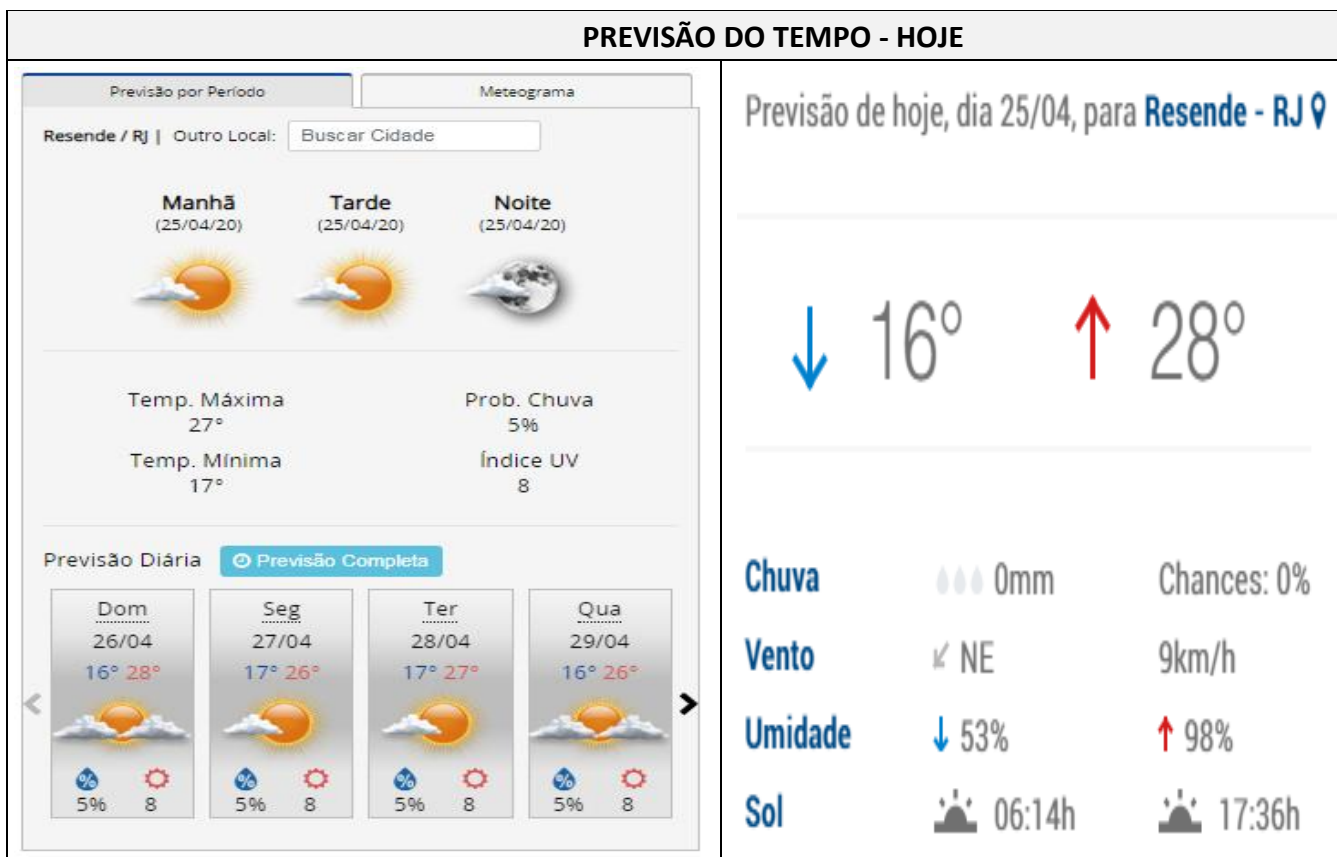 PREVISÃO DO TEMPO - HOJE
Previsão por Período
Meteograma
Resende / RJ | Outro Local: Buscar Cidade
Manhã Tarde Noite
(25/04/20) (25/04/20) (25/04/20)
Temp. Máxima Prob. Chuva
27° 5%
Temp. Mínima Índice UV
17° 8
Previsão Diária Previsão Completa
Dom Seg Ter Qua
26/04 27/04 28/04 29/04
16° 28° 17° 26° 17° 27° 16° 26°
% % % %
5% 8 5% 8 5% 8 5% 8
Previsão de hoje, dia 25/04, para Resende - RJ
16° 28°
Chuva 0mm Chances: 0%
Vento NE 9km/h
Umidade 53% 98%
Sol 06:14h 17:36h